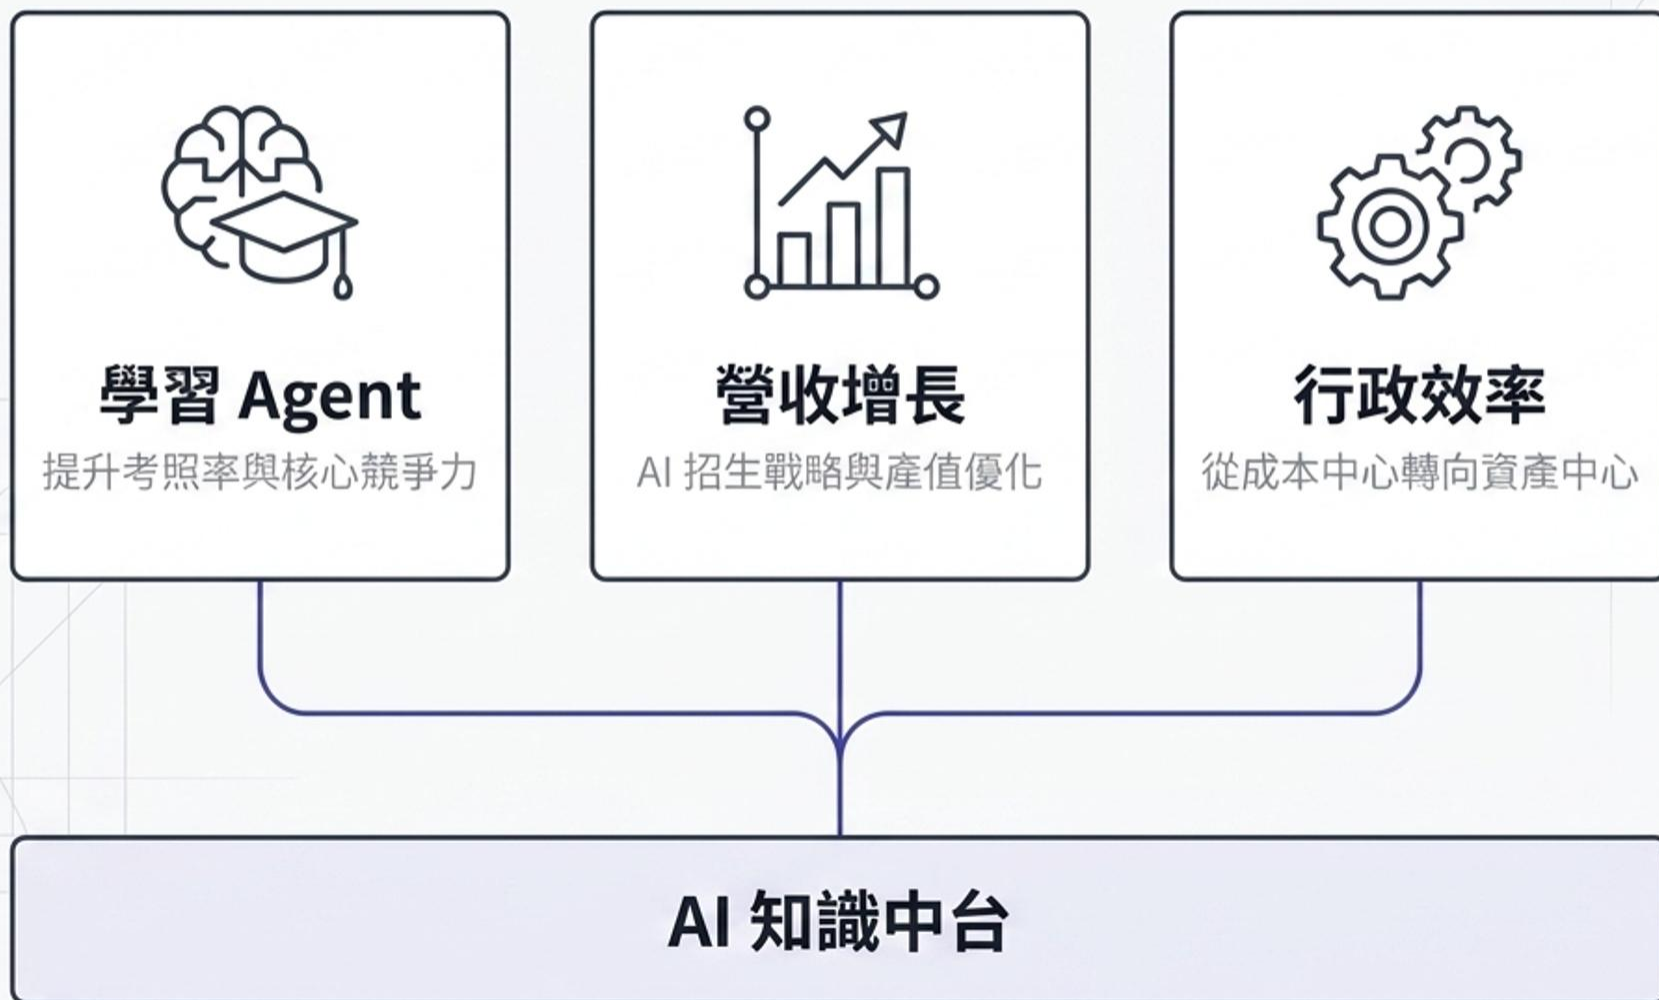 學習 Agent
提升考照率與核心競爭力
營收增長
AI 招生戰略與產值優化
行政效率
從成本中心轉向資產中心
AI 知識中台